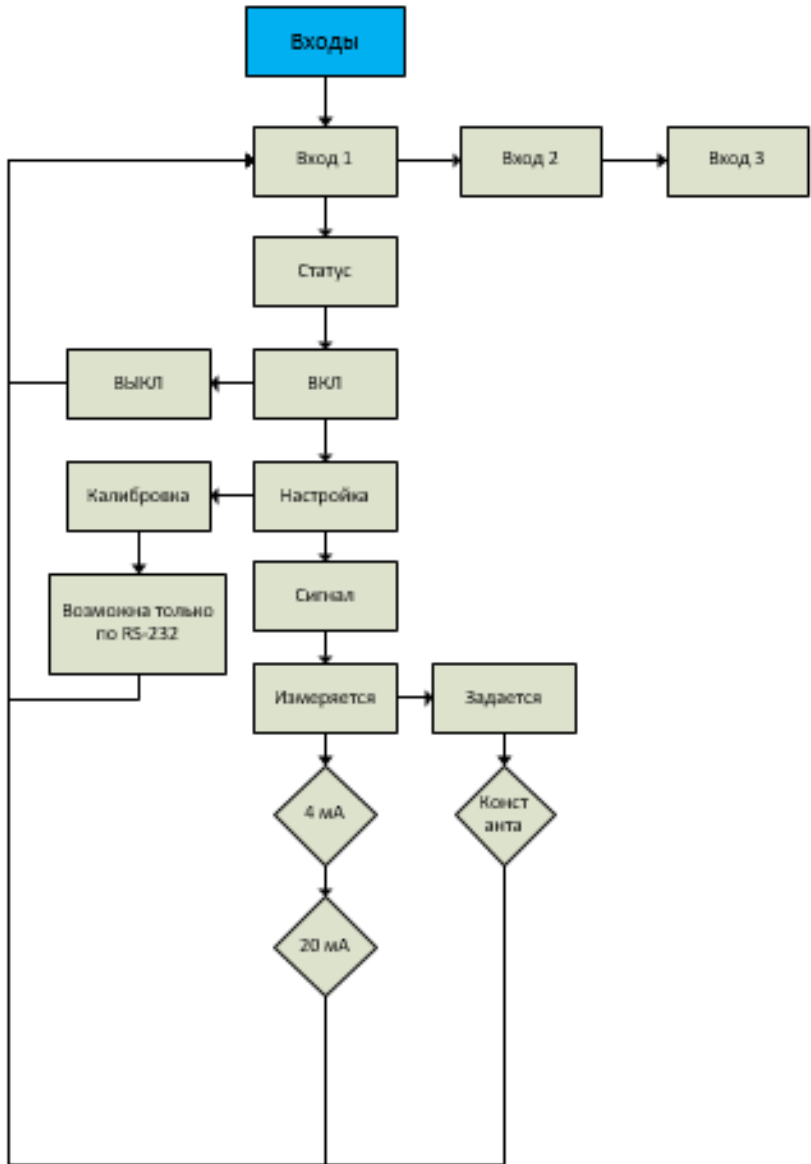 Входы
Вход 1
Вход 2
Вход 3
Статус
ВЫКЛ
ВКЛ
Калибровка
Настройка
Возможна только
по RS-232
Сигнал
Измеряется
Задается
4 мА
Конст
анта
20 мА